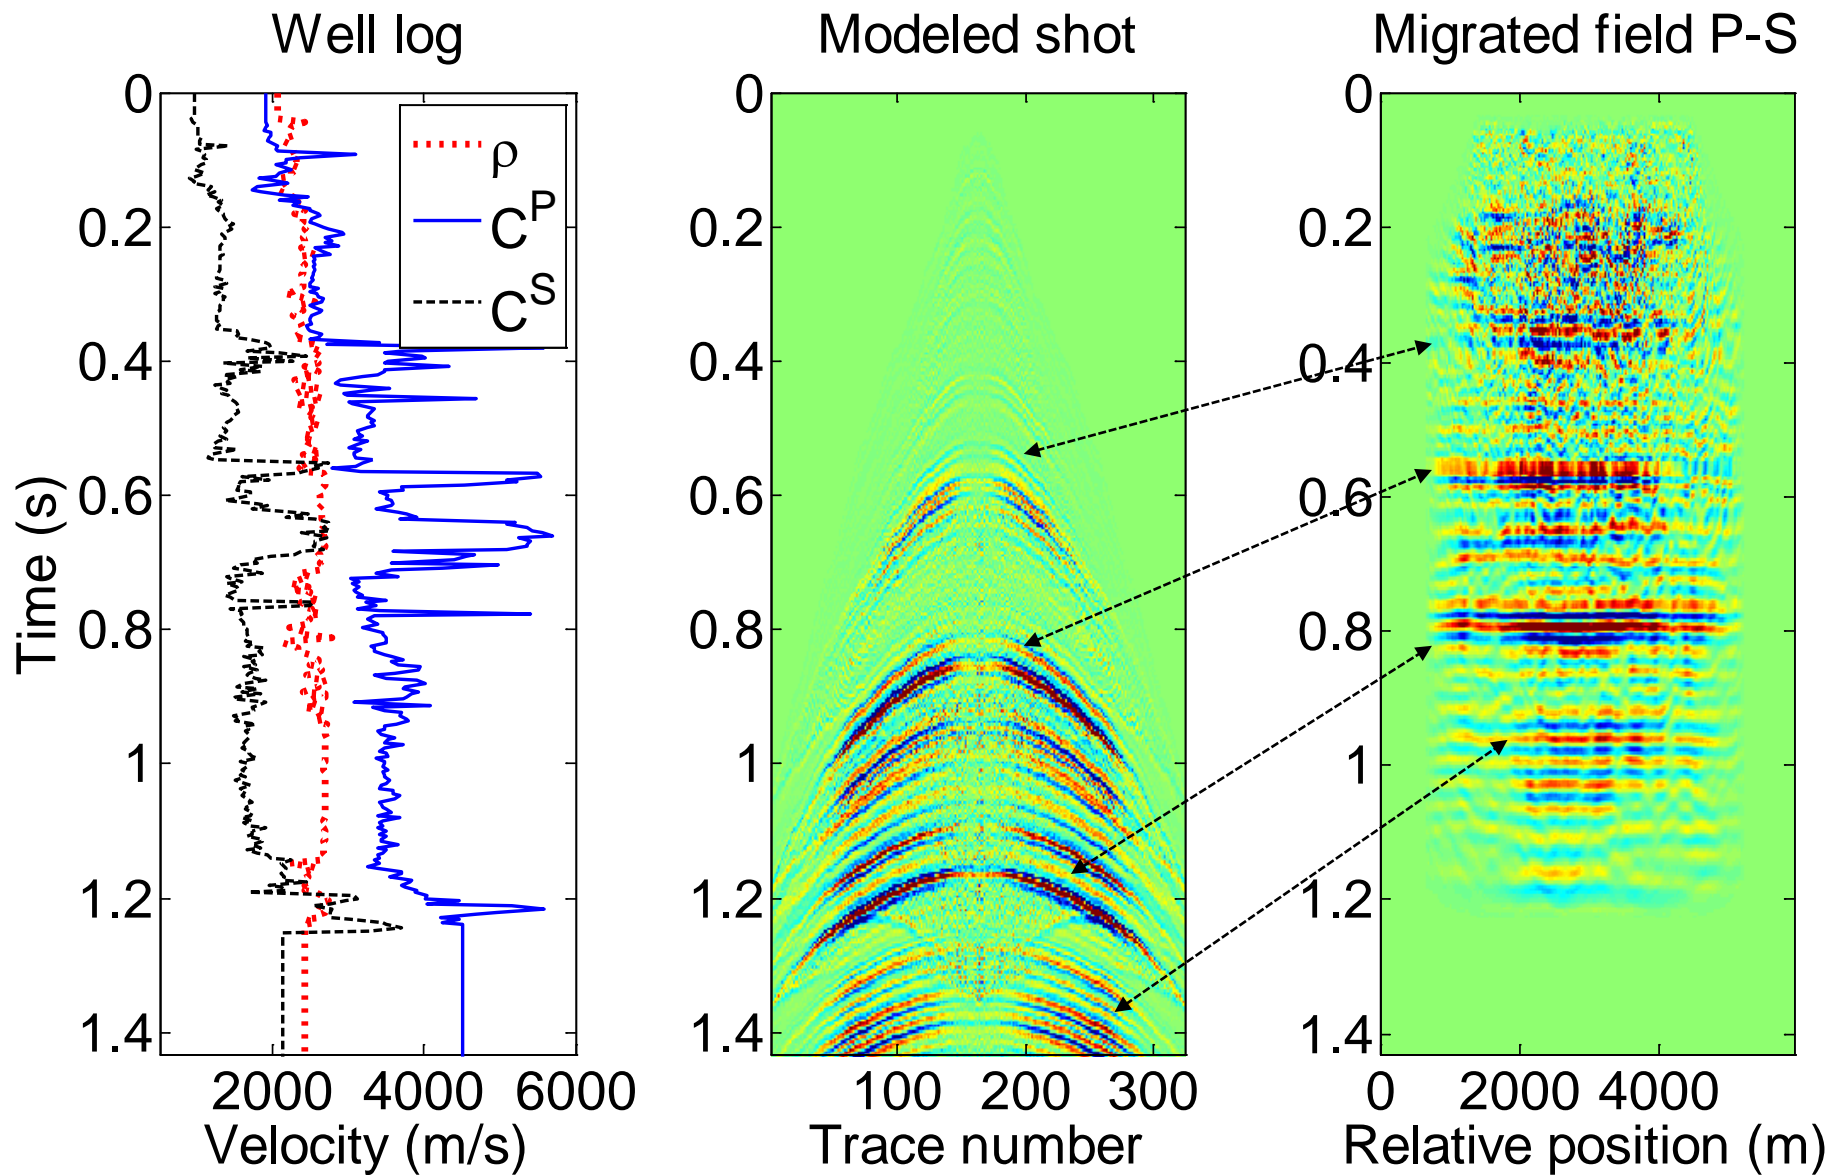 Well log
Modeled shot
Migrated field P-S
0
0.2
0.4
0.6
0.8
1
1.2
1.4
ρ
C^P
C^S
2000 4000 6000
Time (s)
Velocity (m/s)
0
0.2
0.4
0.6
0.8
1
1.2
1.4
100 200 300
Trace number
0
0.2
0.4
0.6
0.8
1
1.2
1.4
0 2000 4000
Relative position (m)